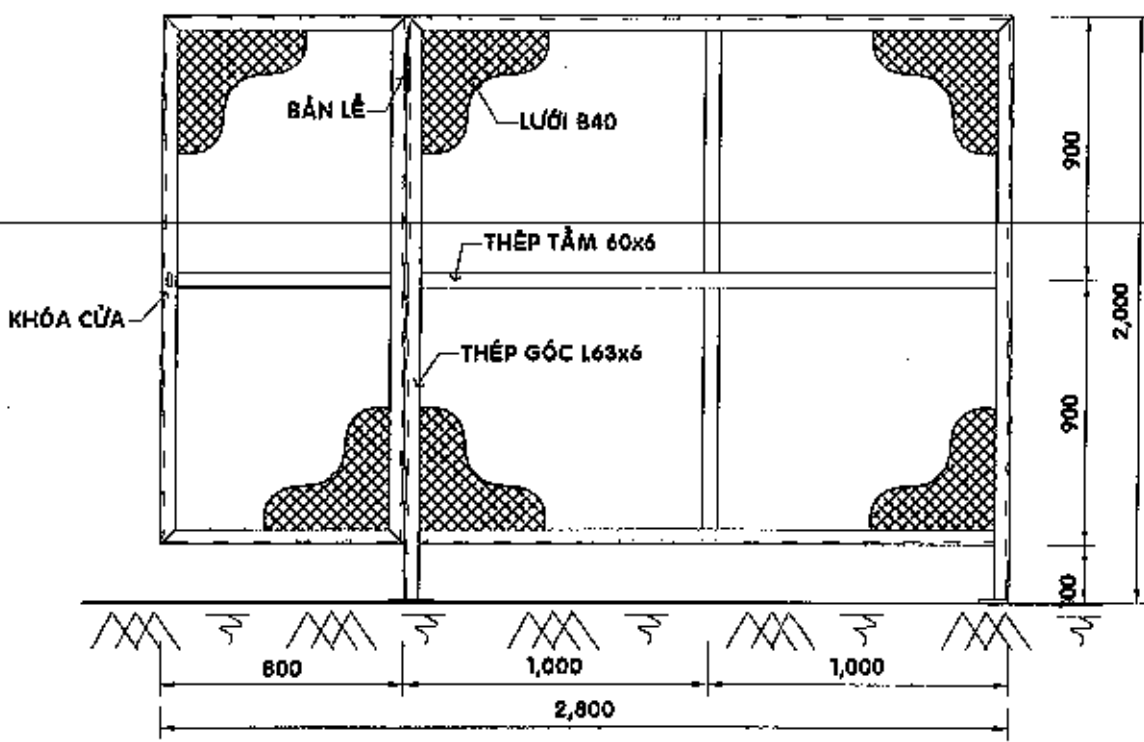 BẢN LỀ
LƯỚI B40
900
THÉP TẤM 60x6
KHÓA CỬA
2,000
THÉP GÓC L63x6
900
800
1,000
1,000
2,800